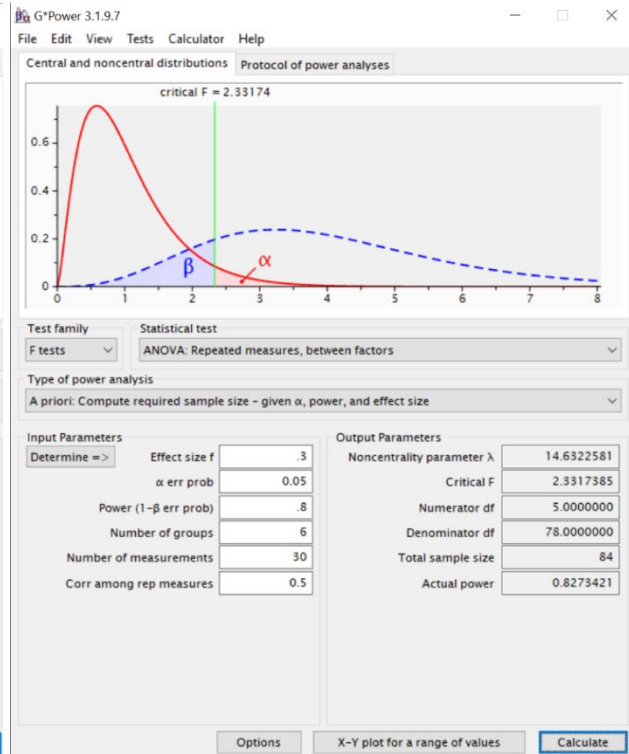 G*Power 3.1.9.7
File Edit View Tests Calculator Help
Central and noncentral distributions Protocol of power analyses
critical F = 2.33174
0.6
0.4
0.2
0
β
α
0 1 2 3 4 5 6 7 8
Test family Statistical test
F tests ANOVA: Repeated measures, between factors
Type of power analysis
A priori: Compute required sample size - given α, power, and effect size
Input Parameters Output Parameters
Determine => Effect size f .3 Noncentrality parameter λ 14.6322581
α err prob 0.05 Critical F 2.3317385
Power (1-β err prob) .8 Numerator df 5.0000000
Number of groups 6 Denominator df 78.0000000
Number of measurements 30 Total sample size 84
Corr among rep measures 0.5 Actual power 0.8273421
Options X-Y plot for a range of values Calculate